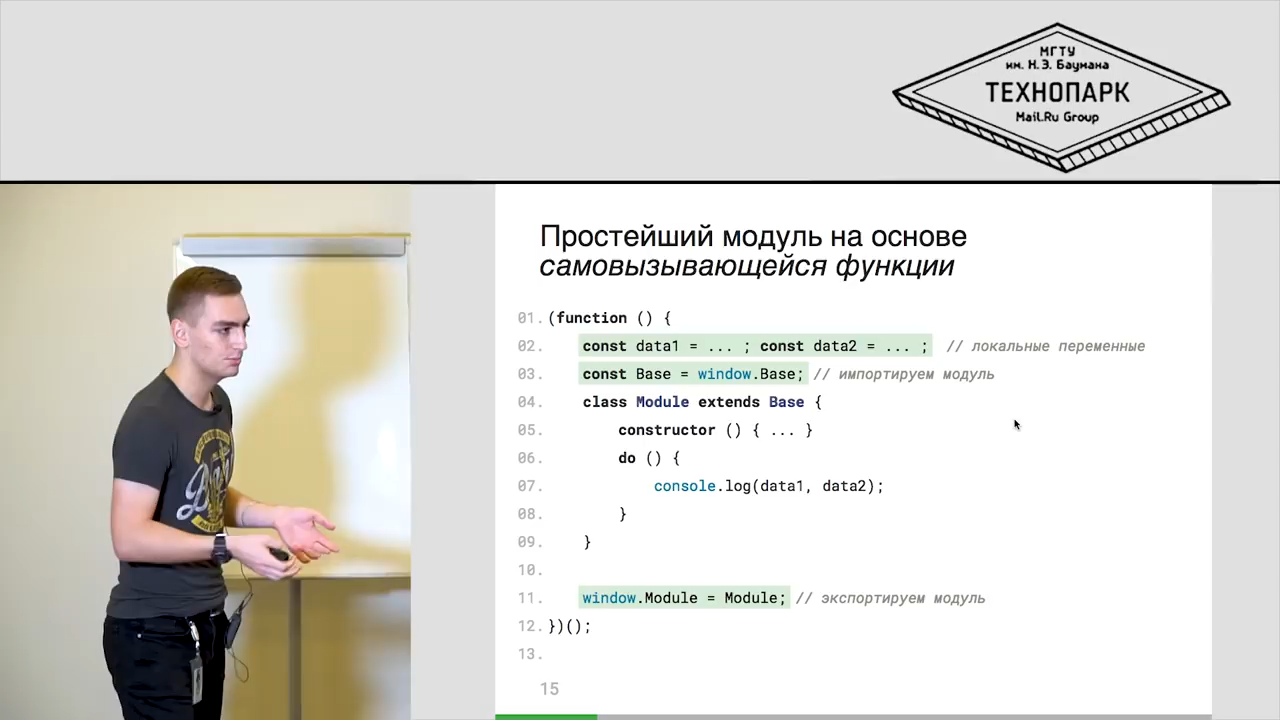 МГТУ
им. Н.Э. Баумана
ТЕХНОПАРК
Mail.Ru Group
Простейший модуль на основе
самовызывающейся функции
01. (function () {
02. const data1 = ... ; const data2 = ... ; // локальные переменные
03. const Base = window.Base; // импортируем модуль
04. class Module extends Base {
05. constructor () { ... }
06. do () {
07. console.log(data1, data2);
08. }
09. }
10.
11. window.Module = Module; // экспортируем модуль
12. })();
13.
15